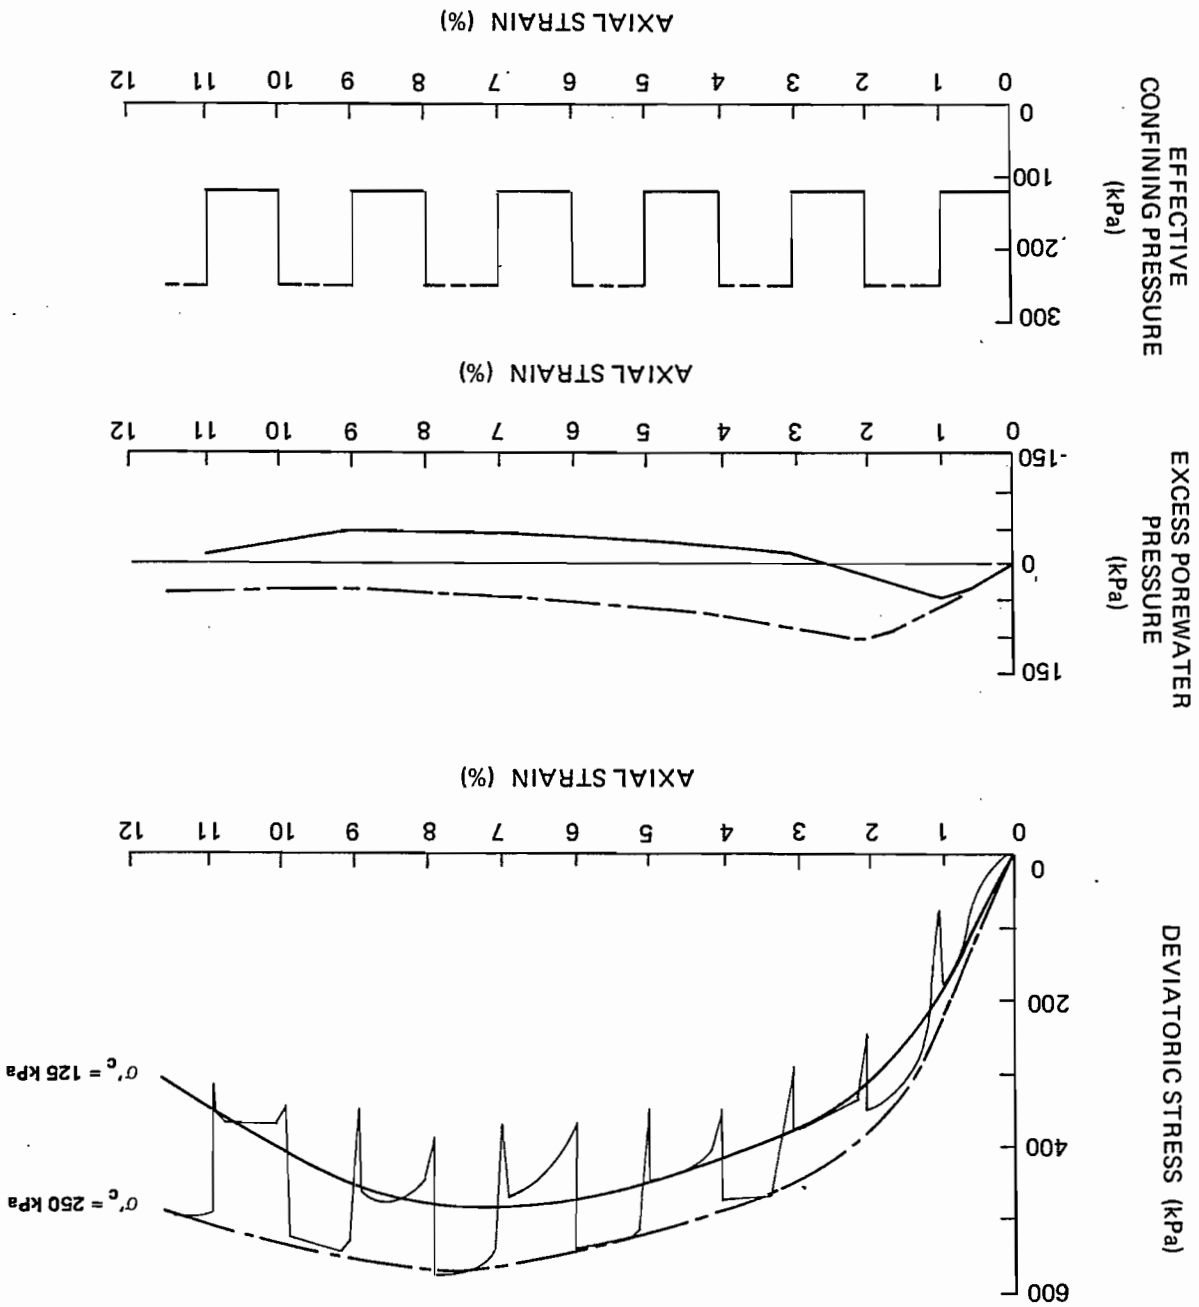 DEVIATORIC STRESS (kPa)
600
400
200
0
σ'c = 250 kPa
σ'c = 125 kPa
0 1 2 3 4 5 6 7 8 9 10 11 12
AXIAL STRAIN (%)
EXCESS POREWATER
PRESSURE
(kPa)
150
0
-150
0 1 2 3 4 5 6 7 8 9 10 11 12
AXIAL STRAIN (%)
EFFECTIVE
CONFINING PRESSURE
(kPa)
300
200
100
0
0 1 2 3 4 5 6 7 8 9 10 11 12
AXIAL STRAIN (%)